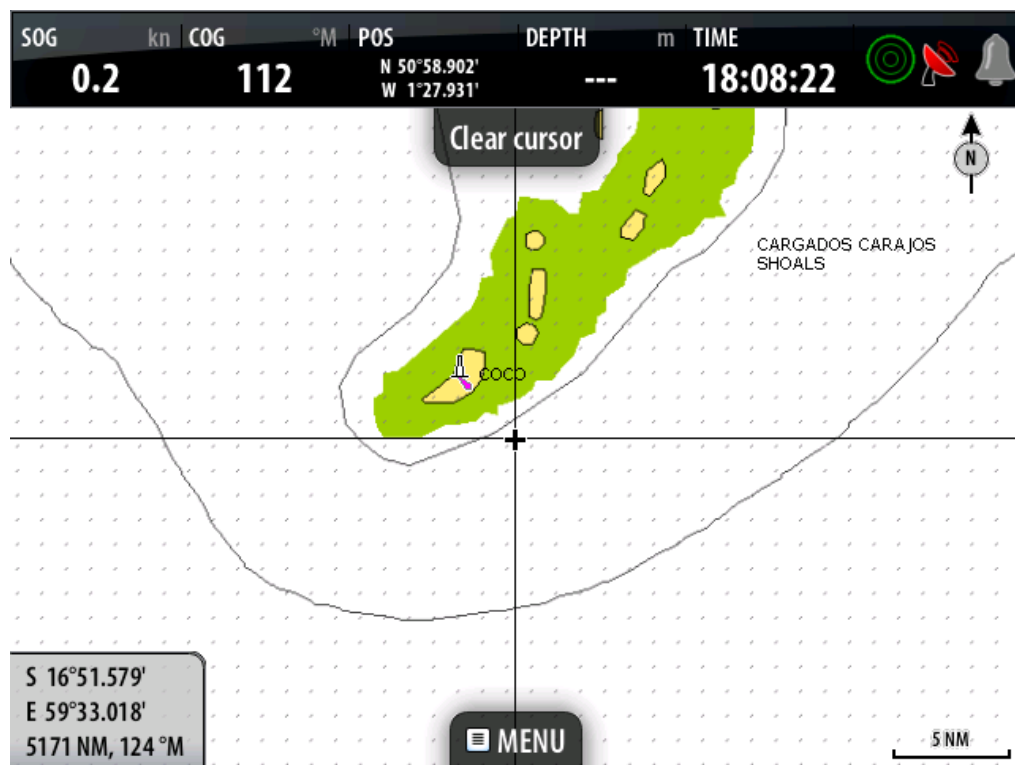 SOG kn COG °M POS DEPTH m TIME
0.2 112 N 50°58.902' --- 18:08:22
W 1°27.931'
Clear cursor
N
CARGADOS CARAJOS
SHOALS
COCO
S 16°51.579'
E 59°33.018'
5171 NM, 124 °M
MENU
5 NM